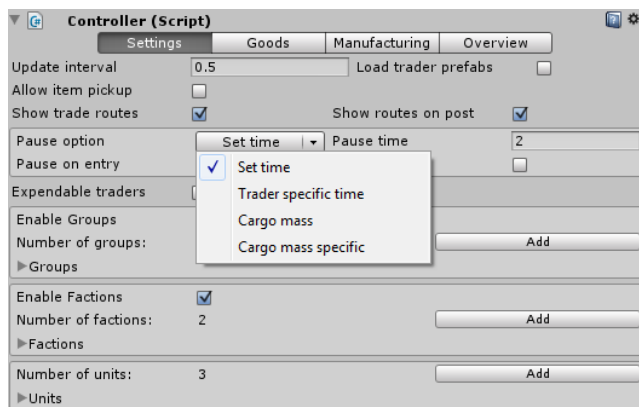 Controller (Script)
Settings Goods Manufacturing Overview
Update interval 0.5 Load trader prefabs
Allow item pickup
Show trade routes Show routes on post
Pause option Set time Pause time 2
Pause on entry
Set time
Trader specific time
Cargo mass
Cargo mass specific
Expendable traders
Enable Groups
Number of groups: Add
Groups
Enable Factions
Number of factions: 2 Add
Factions
Number of units: 3 Add
Units